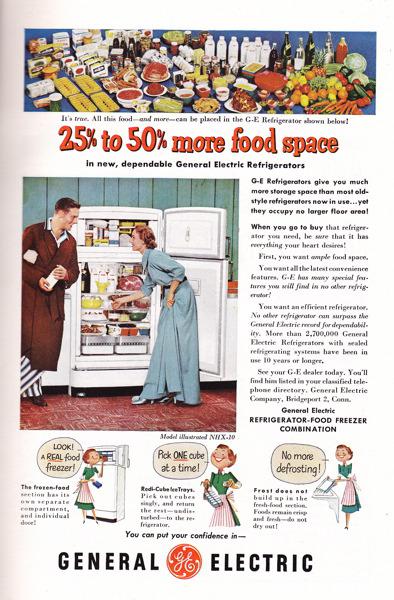 It's true. All this food—and more—can be placed in the G-E Refrigerator shown below!
25% to 50% more food space
in new, dependable General Electric Refrigerators
G-E Refrigerators give you much
more storage space than most old-
style refrigerators now in use...yet
they occupy no larger floor area!
When you go to buy that refriger-
ator you need, be sure that it has
everything your heart desires!
First, you want ample food space.
You want all the latest convenience
features. G-E has many special fea-
tures you will find in no other refrig-
erator!
You want an efficient refrigerator.
No other refrigerator can surpass the
General Electric record for dependabil-
ity. More than 2,700,000 General
Electric Refrigerators with sealed
refrigerating systems have been in
use 10 years or longer.
See your G-E dealer today. You'll
find him listed in your classified tele-
phone directory. General Electric
Company, Bridgeport 2, Conn.
General Electric
REFRIGERATOR-FOOD FREEZER
COMBINATION
Model illustrated NHX-10
LOOK!
a REAL food
freezer!
The frozen-food
section has its
own separate
compartment,
and individual
door!
Pick ONE cube
at a time!
Redi-Cube Ice Trays.
Pick out cubes
singly, and return
the rest—undis-
turbed—to the re-
frigerator.
No more
defrosting!
Frost does not
build up in the
fresh-food section.
Foods remain crisp
and fresh—do not
dry out!
You can put your confidence in—
GENERAL GE ELECTRIC